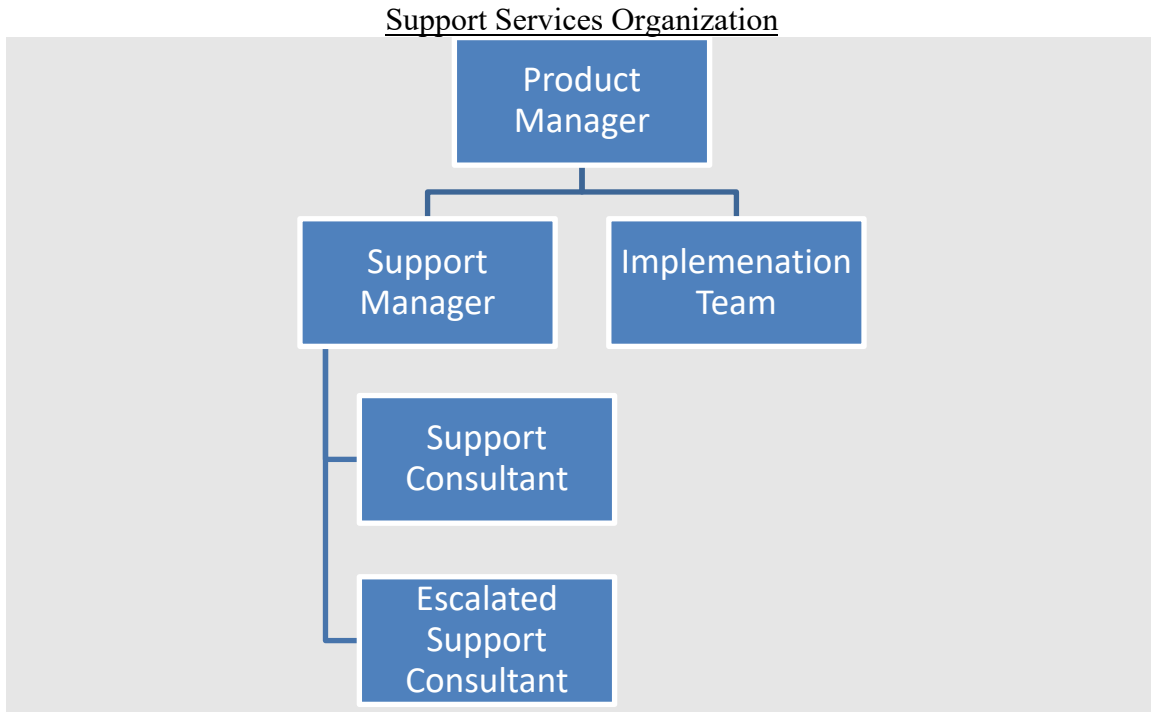 Support Services Organization
Product
Manager
Support
Manager
Implemenation
Team
Support
Consultant
Escalated
Support
Consultant